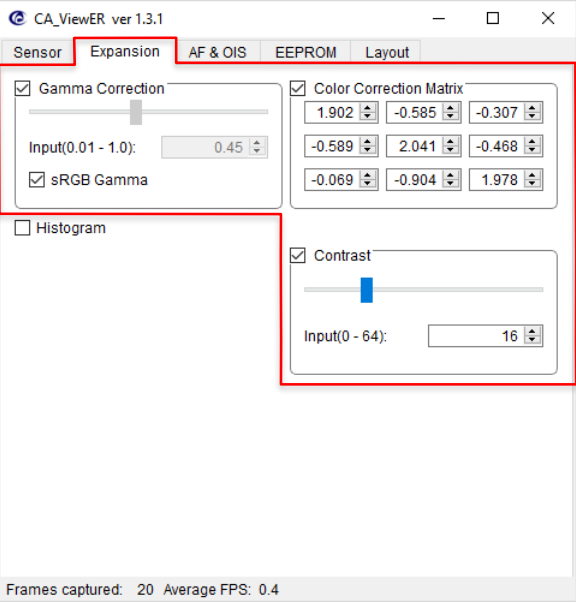 CA_ViewER ver 1.3.1
Sensor Expansion AF & OIS EEPROM Layout
Gamma Correction
Input(0.01 - 1.0): 0.45
sRGB Gamma
Color Correction Matrix
1.902 -0.585 -0.307
-0.589 2.041 -0.468
-0.069 -0.904 1.978
Histogram
Contrast
Input(0 - 64): 16
Frames captured: 20 Average FPS: 0.4